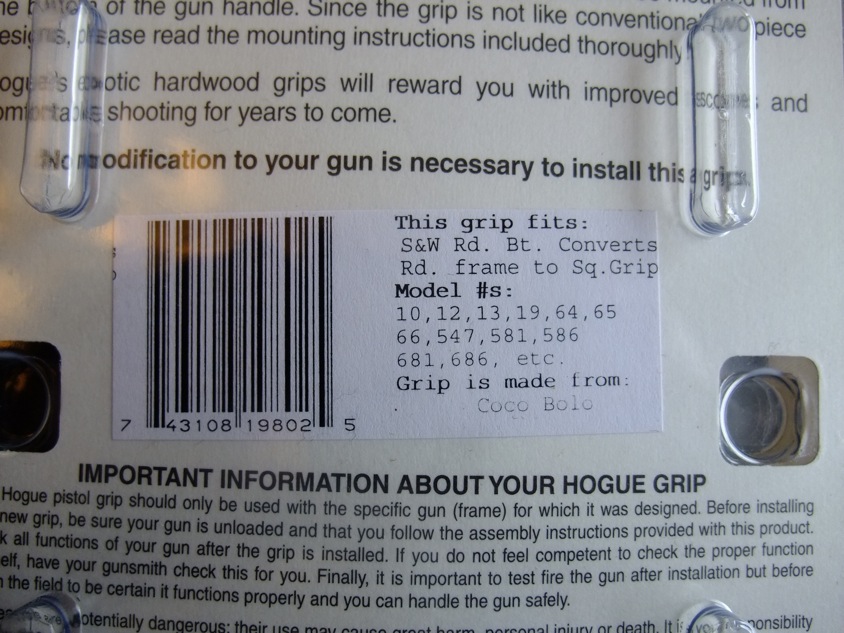 of the gun handle. Since the grip is not like conventional two piece
please read the mounting instructions included thoroughly
exotic hardwood grips will reward you with improved and
shooting for years to come.
No modification to your gun is necessary to install this grip.
This grip fits:
S&W Rd. Bt. Converts
Rd. frame to Sq.Grip
Model #s:
10,12,13,19,64,65
66,547,581,586
681,686, etc.
Grip is made from:
Coco Bolo
7 43108 19802 5
IMPORTANT INFORMATION ABOUT YOUR HOGUE GRIP
Hogue pistol grip should only be used with the specific gun (frame) for which it was designed. Before installing
new grip, be sure your gun is unloaded and that you follow the assembly instructions provided with this product.
k all functions of your gun after the grip is installed. If you do not feel competent to check the proper function
elf, have your gunsmith check this for you. Finally, it is important to test fire the gun after installation but before
the field to be certain it functions properly and you can handle the gun safely.
potentially dangerous; their use may cause great harm, personal injury or death. It is